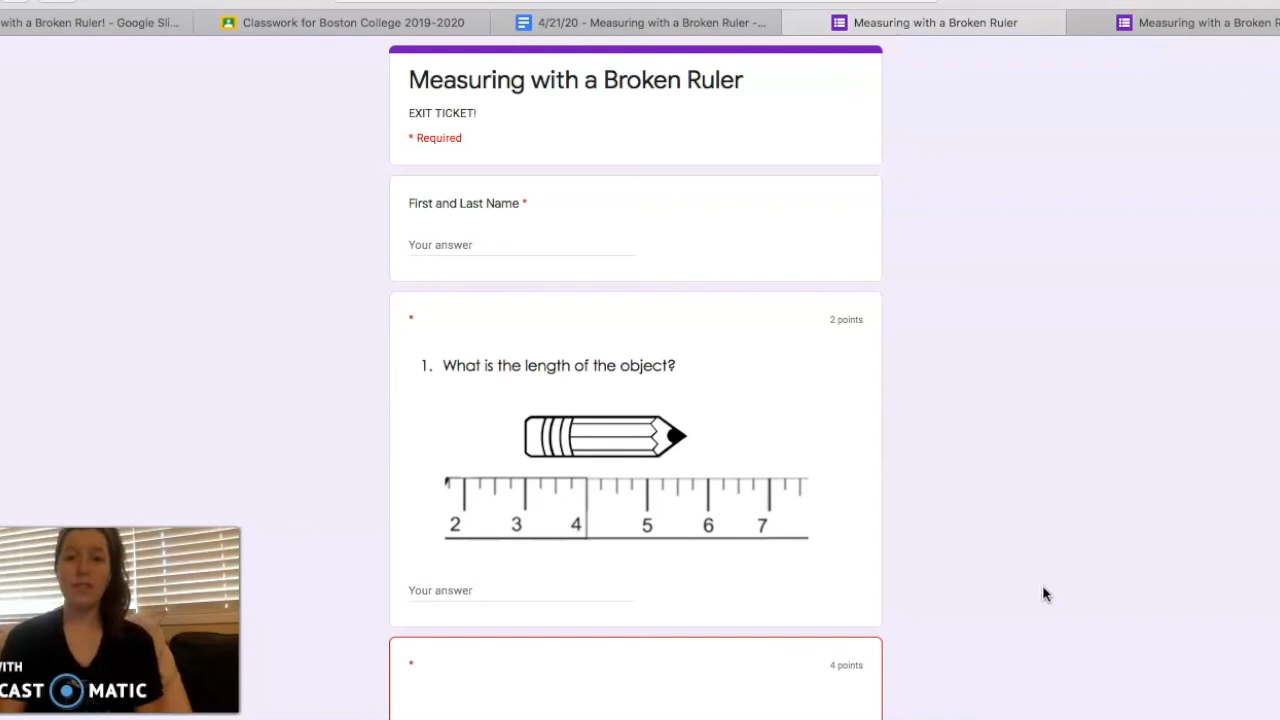 with a Broken Ruler! - Google Sli...
Classwork for Boston College 2019-2020
4/21/20 - Measuring with a Broken Ruler -...
Measuring with a Broken Ruler
Measuring with a Broken R
Measuring with a Broken Ruler
EXIT TICKET!
* Required
First and Last Name *
Your answer
* 2 points
1. What is the length of the object?
2 3 4 5 6 7
Your answer
* 4 points
WITH
CAST MATIC